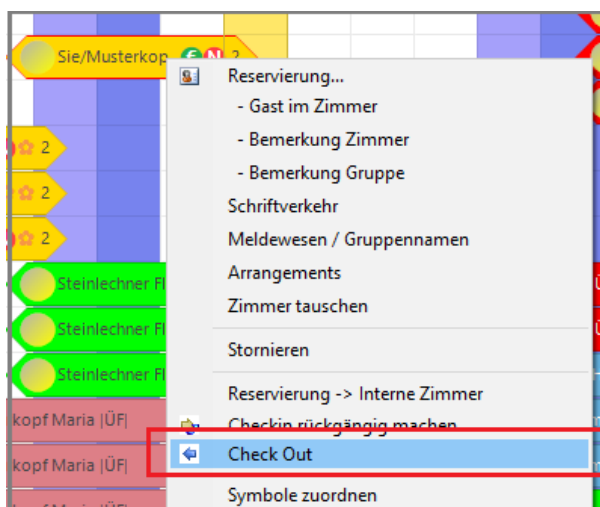 Sie/Musterkop
2
Reservierung...
- Gast im Zimmer
- Bemerkung Zimmer
2
- Bemerkung Gruppe
2
Schriftverkehr
2
Meldewesen / Gruppennamen
Steinlechner Fl
Arrangements
Steinlechner Fl
Zimmer tauschen
Stornieren
Steinlechner Fl
Reservierung -> Interne Zimmer
kopf Maria |ÜF|
Checkin rückgängig machen
kopf Maria |ÜF|
Check Out
Symbole zuordnen